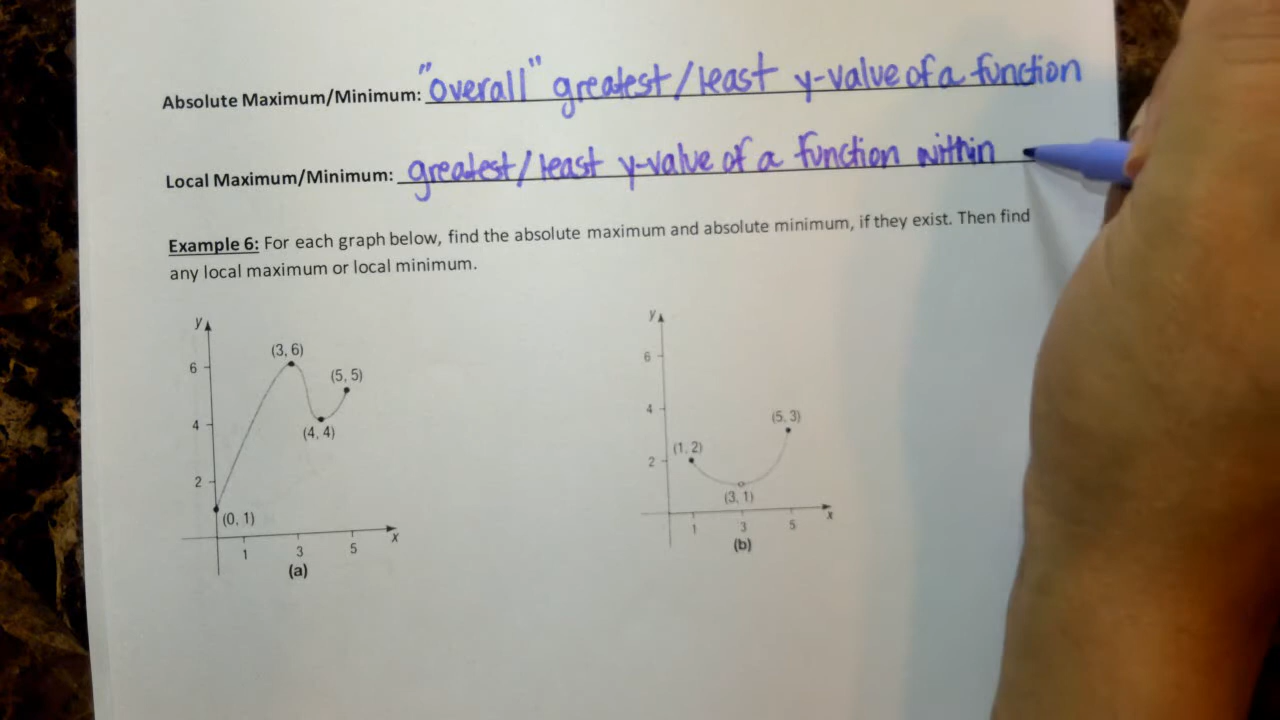 Absolute Maximum/Minimum: "overall" greatest/least y-value of a function
Local Maximum/Minimum: greatest/least y-value of a function within
Example 6: For each graph below, find the absolute maximum and absolute minimum, if they exist. Then find
any local maximum or local minimum.
y
6
4
2
(3, 6)
(5, 5)
(4, 4)
(0, 1)
1
3
5
x
(a)
y
6
4
2
(5, 3)
(1, 2)
(3, 1)
1
3
5
x
(b)